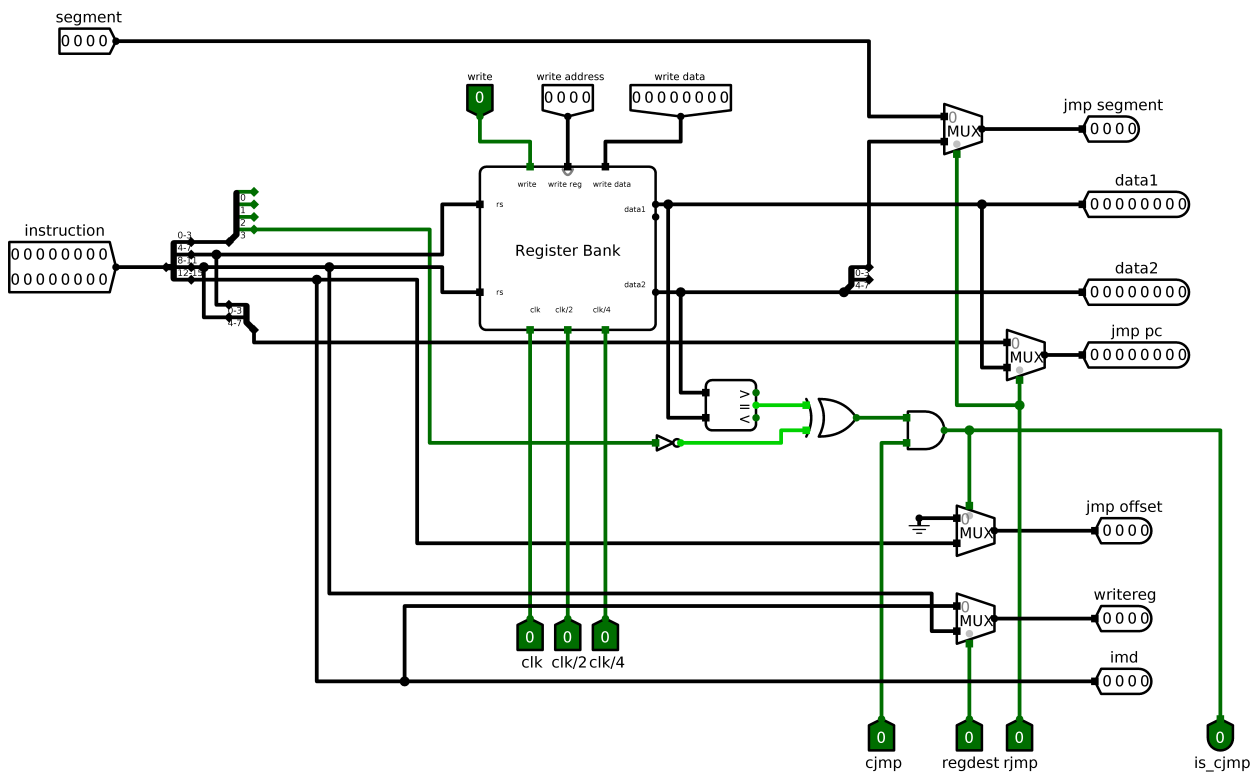 segment
0 0 0 0
write
0
write address
0 0 0 0
write data
0 0 0 0 0 0 0 0
jmp segment
0 0 0 0
0
MUX
write
write reg
write data
data1
0 0 0 0 0 0 0 0
rs
data1
0
1
2
3
instruction
0 0 0 0 0 0 0 0
0 0 0 0 0 0 0 0
0-3
4-7
8-11
12-15
Register Bank
data2
0 0 0 0 0 0 0 0
rs
data2
0-3
4-7
clk
clk/2
clk/4
0-3
4-7
jmp pc
0 0 0 0 0 0 0 0
0
MUX
>
=
<
jmp offset
0 0 0 0
0
MUX
writereg
0 0 0 0
0
MUX
0
clk
0
clk/2
0
clk/4
imd
0 0 0 0
0
cjmp
0
regdest
0
rjmp
0
is_cjmp